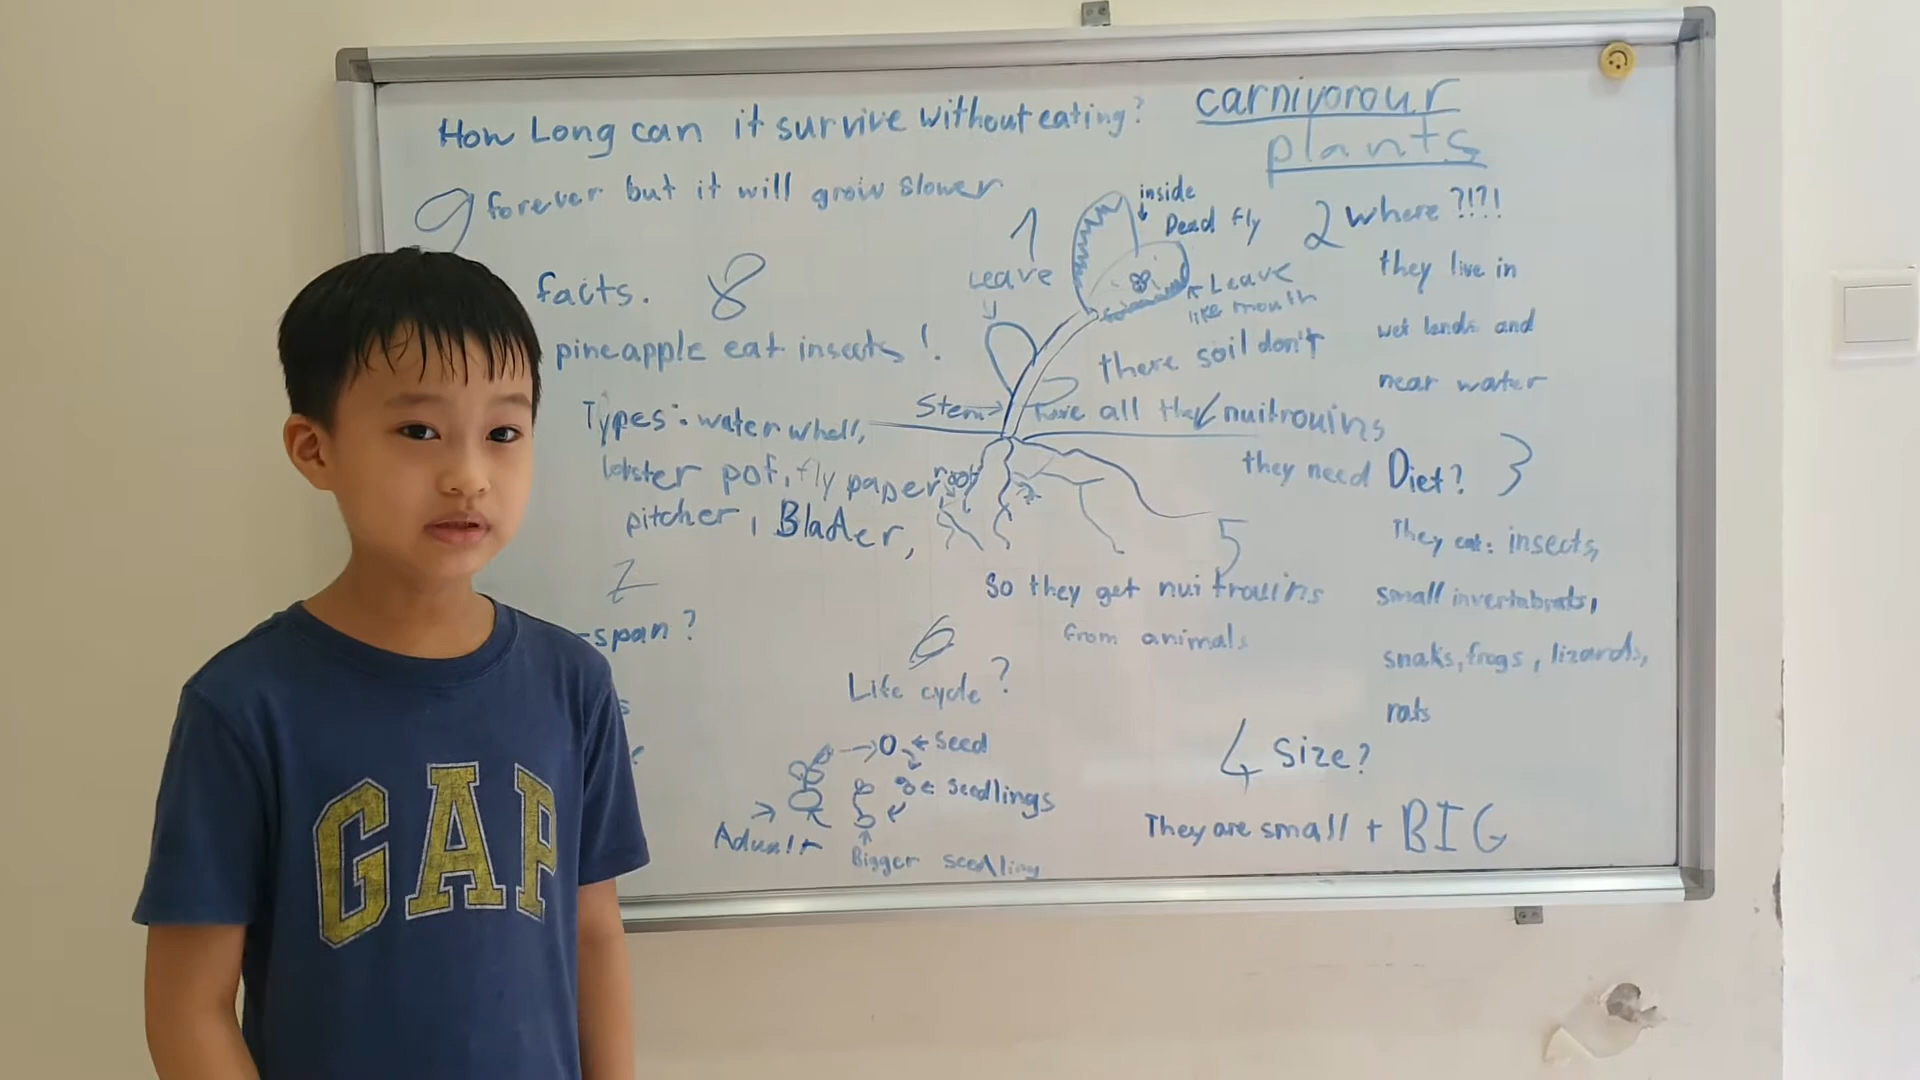 carnivorour
plants
How Long can it survive without eating?
9 forever but it will grow slower
1
Leave
inside
Dead fly
Leave
like mouth
Stem
root
2 where ?!?!
they live in
wet lands and
near water
Diet? 3
They eat: insects,
small invertabrats,
snaks, frogs, lizards,
rats
4 Size?
They are small + BIG
there soil don't
have all the nuitrouins
they need
5
So they get nuitrouins
from animals
6
Life cycle?
Seed
Seedlings
Bigger seedling
Adualt
7
-span?
facts. 8
pineapple eat insects!
Types: water whell,
lobster pot, fly paper,
pitcher, Bladder,
GAP